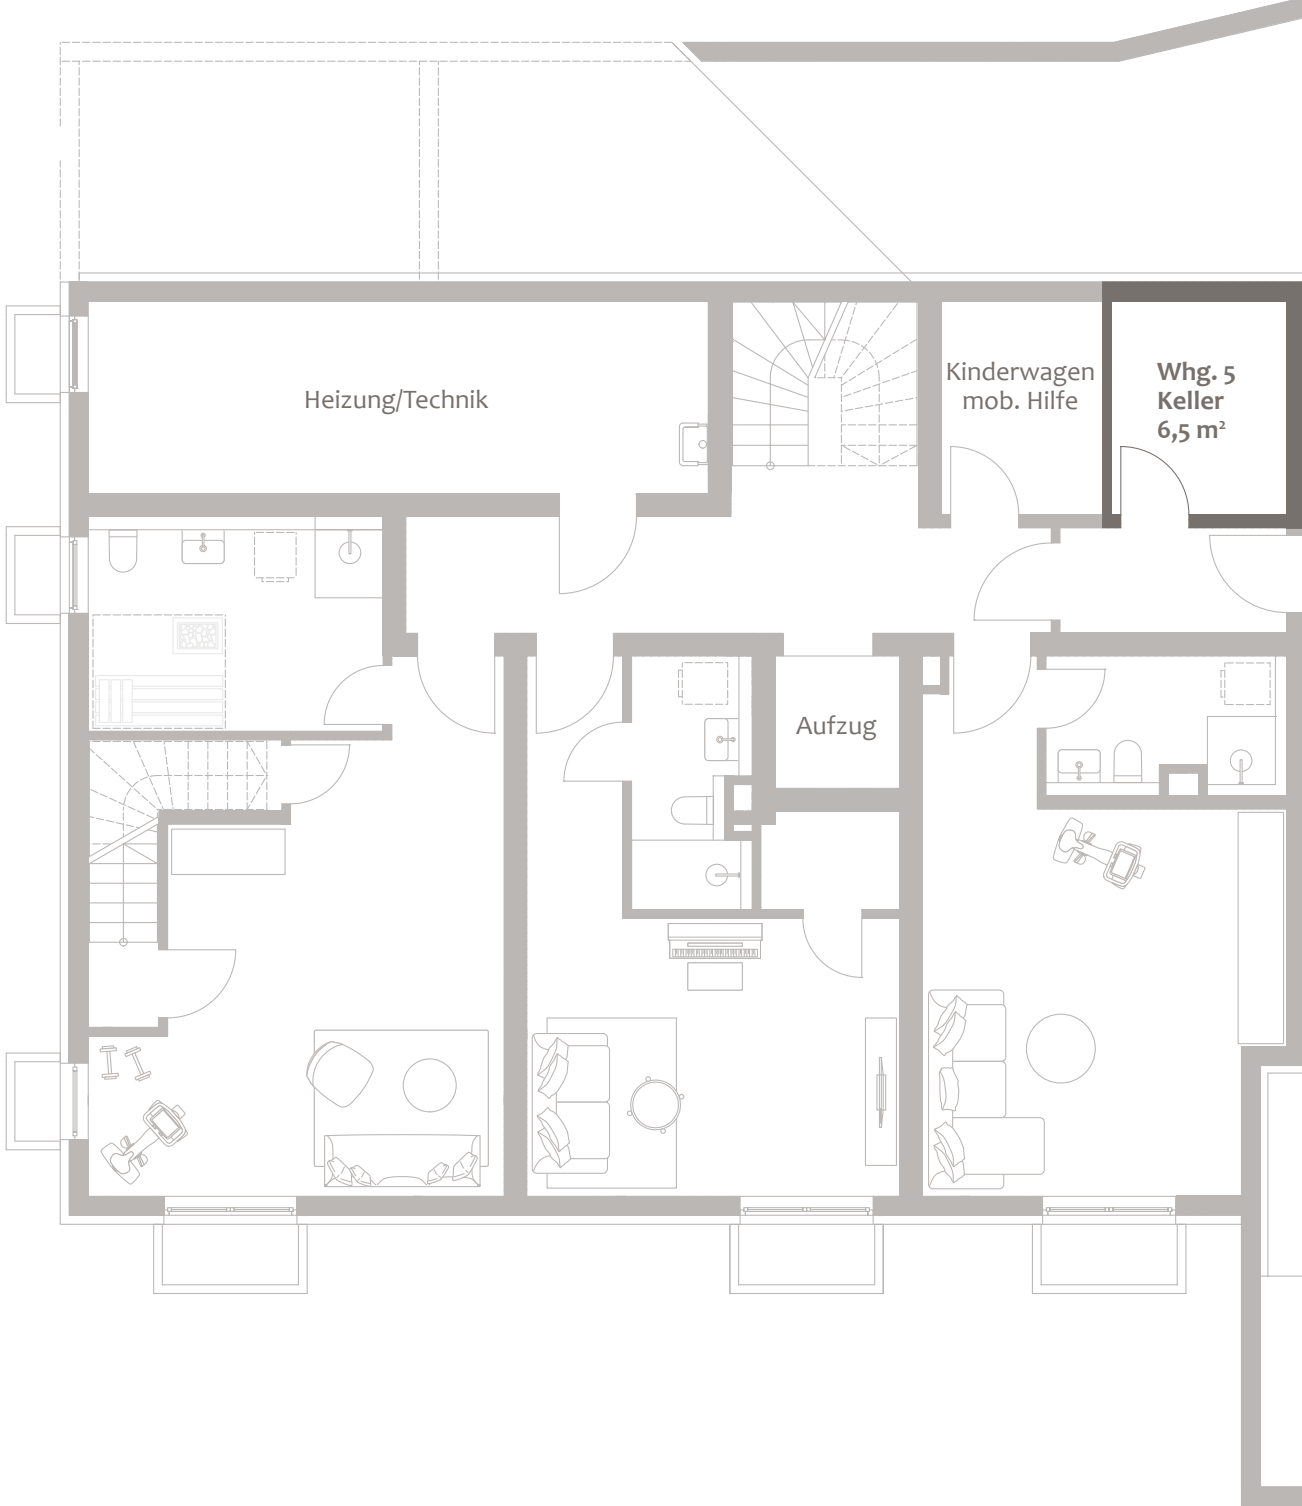 Heizung/Technik
Kinderwagen
mob. Hilfe
Whg. 5
Keller
6,5 m²
Aufzug